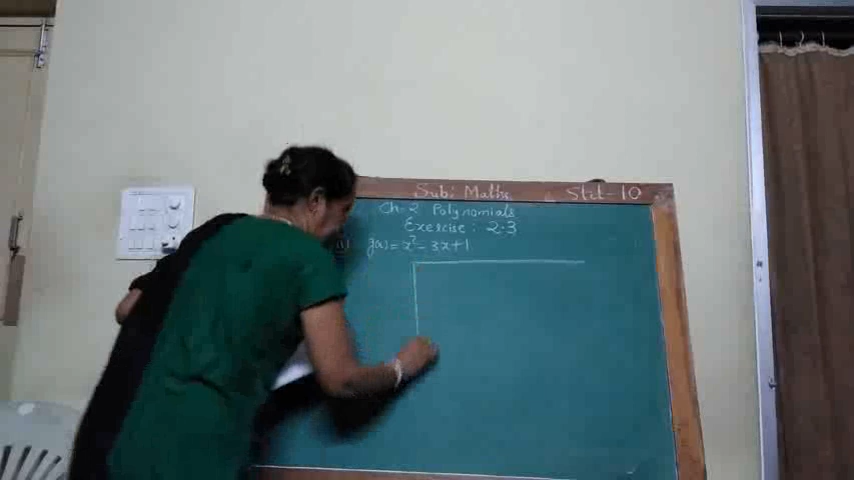 Sub: Maths Std-10
Ch-2 Polynomials
Exercise: 2.3
g(x) = x² - 3x + 1